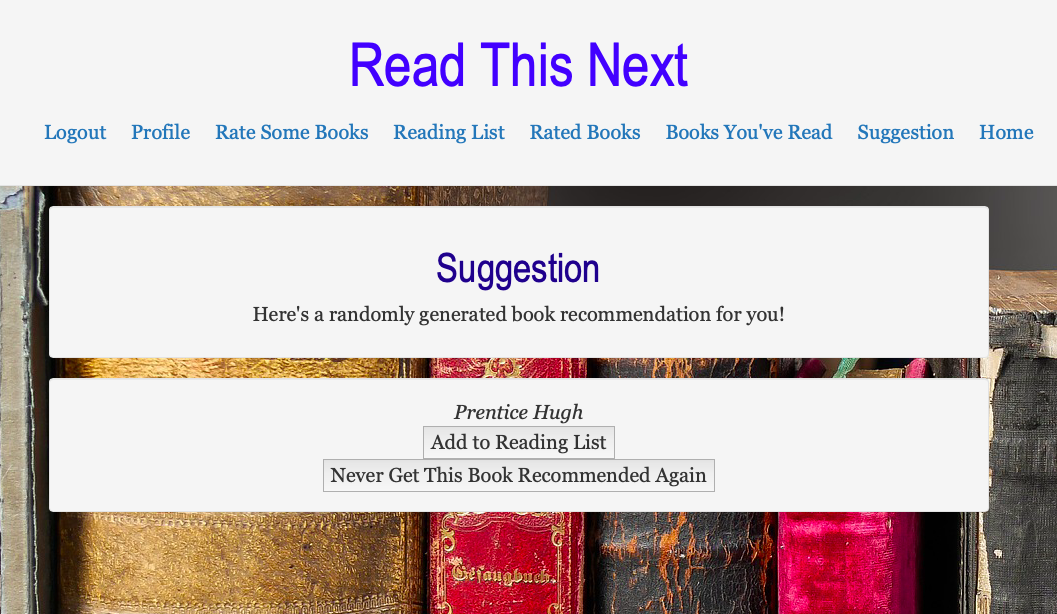 Read This Next
Logout Profile Rate Some Books Reading List Rated Books Books You've Read Suggestion Home
Suggestion
Here's a randomly generated book recommendation for you!
Prentice Hugh
Add to Reading List
Never Get This Book Recommended Again
Gesangbuch.